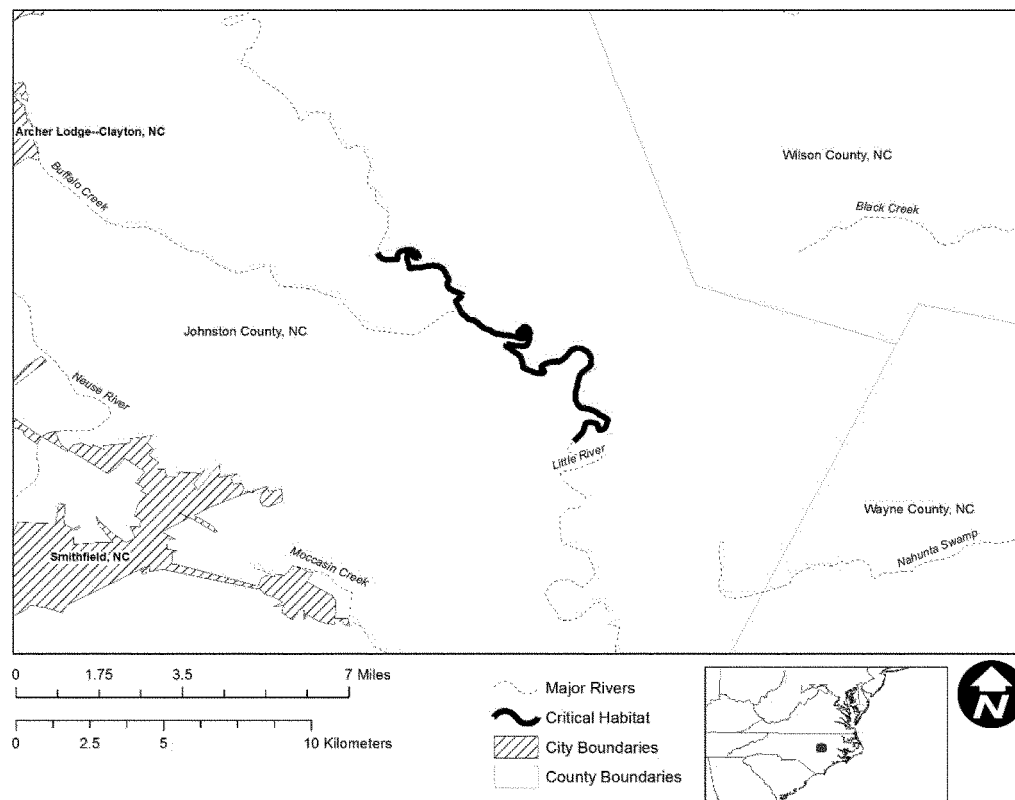 Archer Lodge--Clayton, NC
Wilson County, NC
Buffalo Creek
Black Creek
Johnston County, NC
Neuse River
Little River
Wayne County, NC
Nahunta Swamp
Smithfield, NC
Moccasin Creek
0 1.75 3.5 7 Miles
0 2.5 5 10 Kilometers
Major Rivers
Critical Habitat
City Boundaries
County Boundaries
N